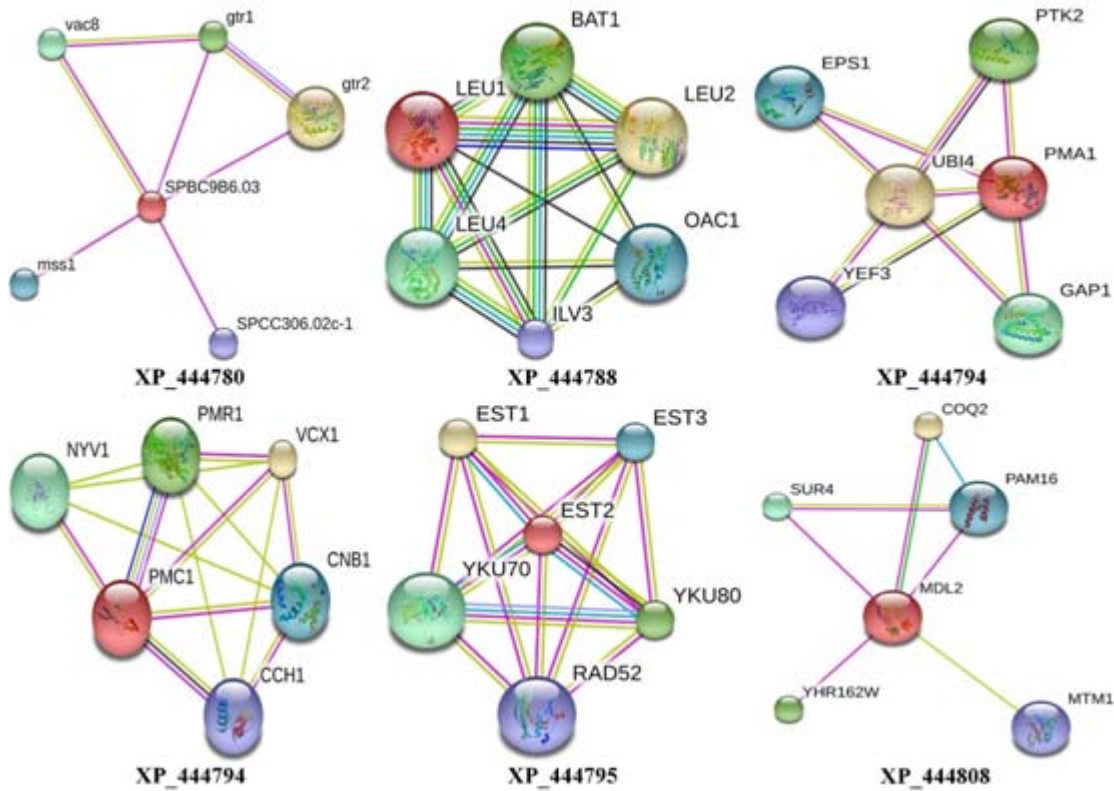 vac8
gtr1
gtr2
SPBC9B6.03
mss1
SPCC306.02c-1
XP_444780
BAT1
LEU1
LEU2
LEU4
OAC1
ILV3
XP_444788
PTK2
EPS1
UBI4
PMA1
YEF3
GAP1
XP_444794
PMR1
VCX1
NYV1
CNB1
PMC1
CCH1
XP_444794
EST1
EST3
EST2
YKU70
YKU80
RAD52
XP_444795
COQ2
PAM16
SUR4
MDL2
YHR162W
MTM1
XP_444808